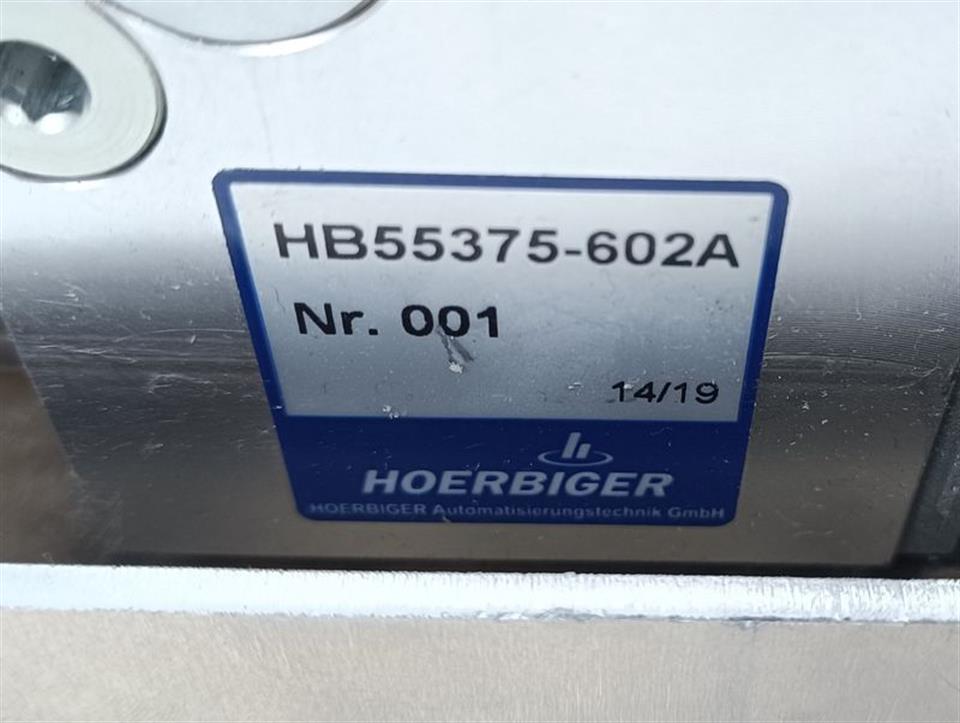 HB55375-602A
Nr. 001
14/19
HOERBIGER
HOERBIGER Automatisierungstechnik GmbH